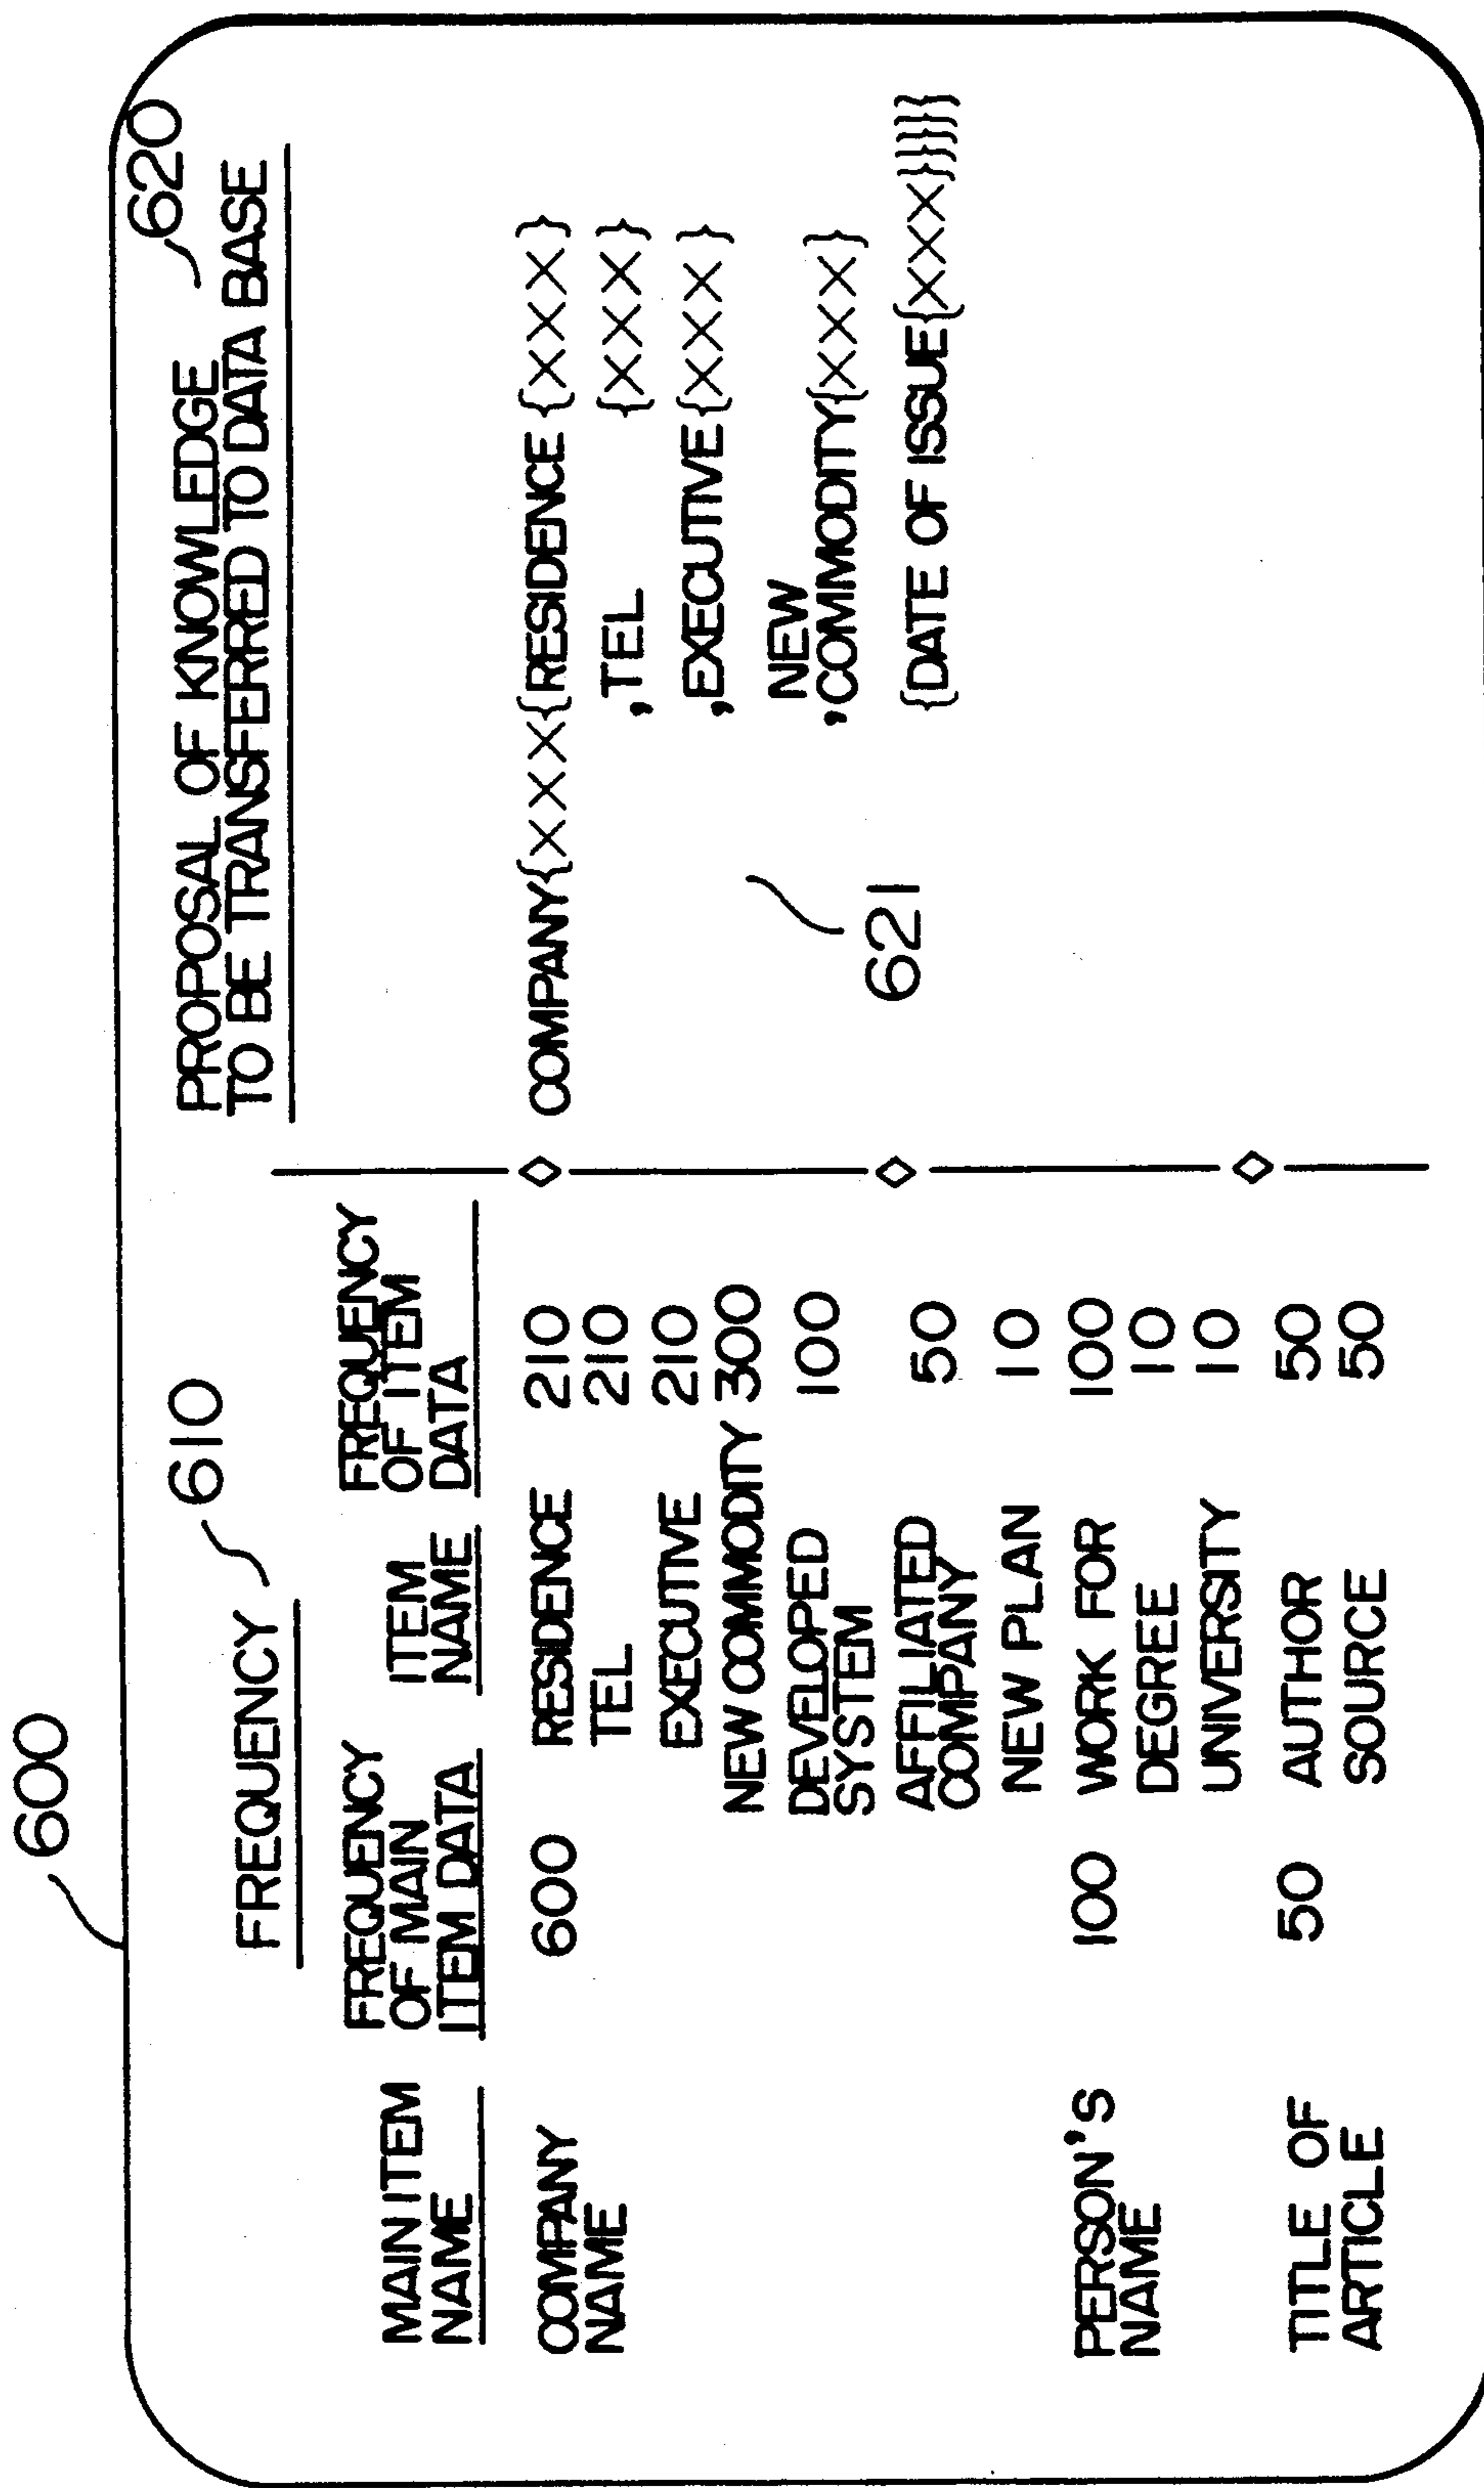 600
FREQUENCY 610
MAIN ITEM NAME
FREQUENCY OF MAIN ITEM DATA
ITEM NAME
FREQUENCY OF ITEM DATA
COMPANY NAME 600 RESIDENCE 210
TEL 210
EXECUTIVE 210
NEW COMMODITY 300
DEVELOPED SYSTEM 100
AFFILIATED COMPANY 50
NEW PLAN 10
PERSON'S NAME 100 WORK FOR 100
DEGREE 10
UNIVERSITY 10
TITLE OF ARTICLE 50 AUTHOR 50
SOURCE 50
620
PROPOSAL OF KNOWLEDGE
TO BE TRANSFERRED TO DATA BASE
COMPANY{XXX{RESIDENCE {XXX}
,TEL {XXX}
,EXECUTIVE{XXX}
NEW
,COMMODITY{XXX}
{DATE OF ISSUE{XXX}}}}}
621